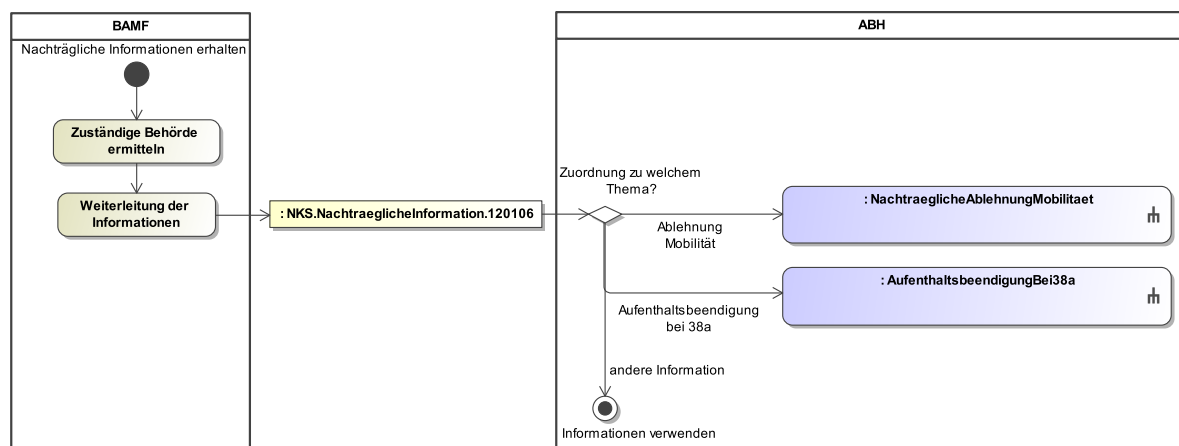 BAMF
Nachträgliche Informationen erhalten
Zuständige Behörde
ermitteln
Weiterleitung der
Informationen
: NKS.NachtraeglicheInformation.120106
ABH
Zuordnung zu welchem
Thema?
: NachtraeglicheAblehnungMobilitaet
Ablehnung
Mobilität
: AufenthaltsbeendigungBei38a
Aufenthaltsbeendigung
bei 38a
andere Information
Informationen verwenden